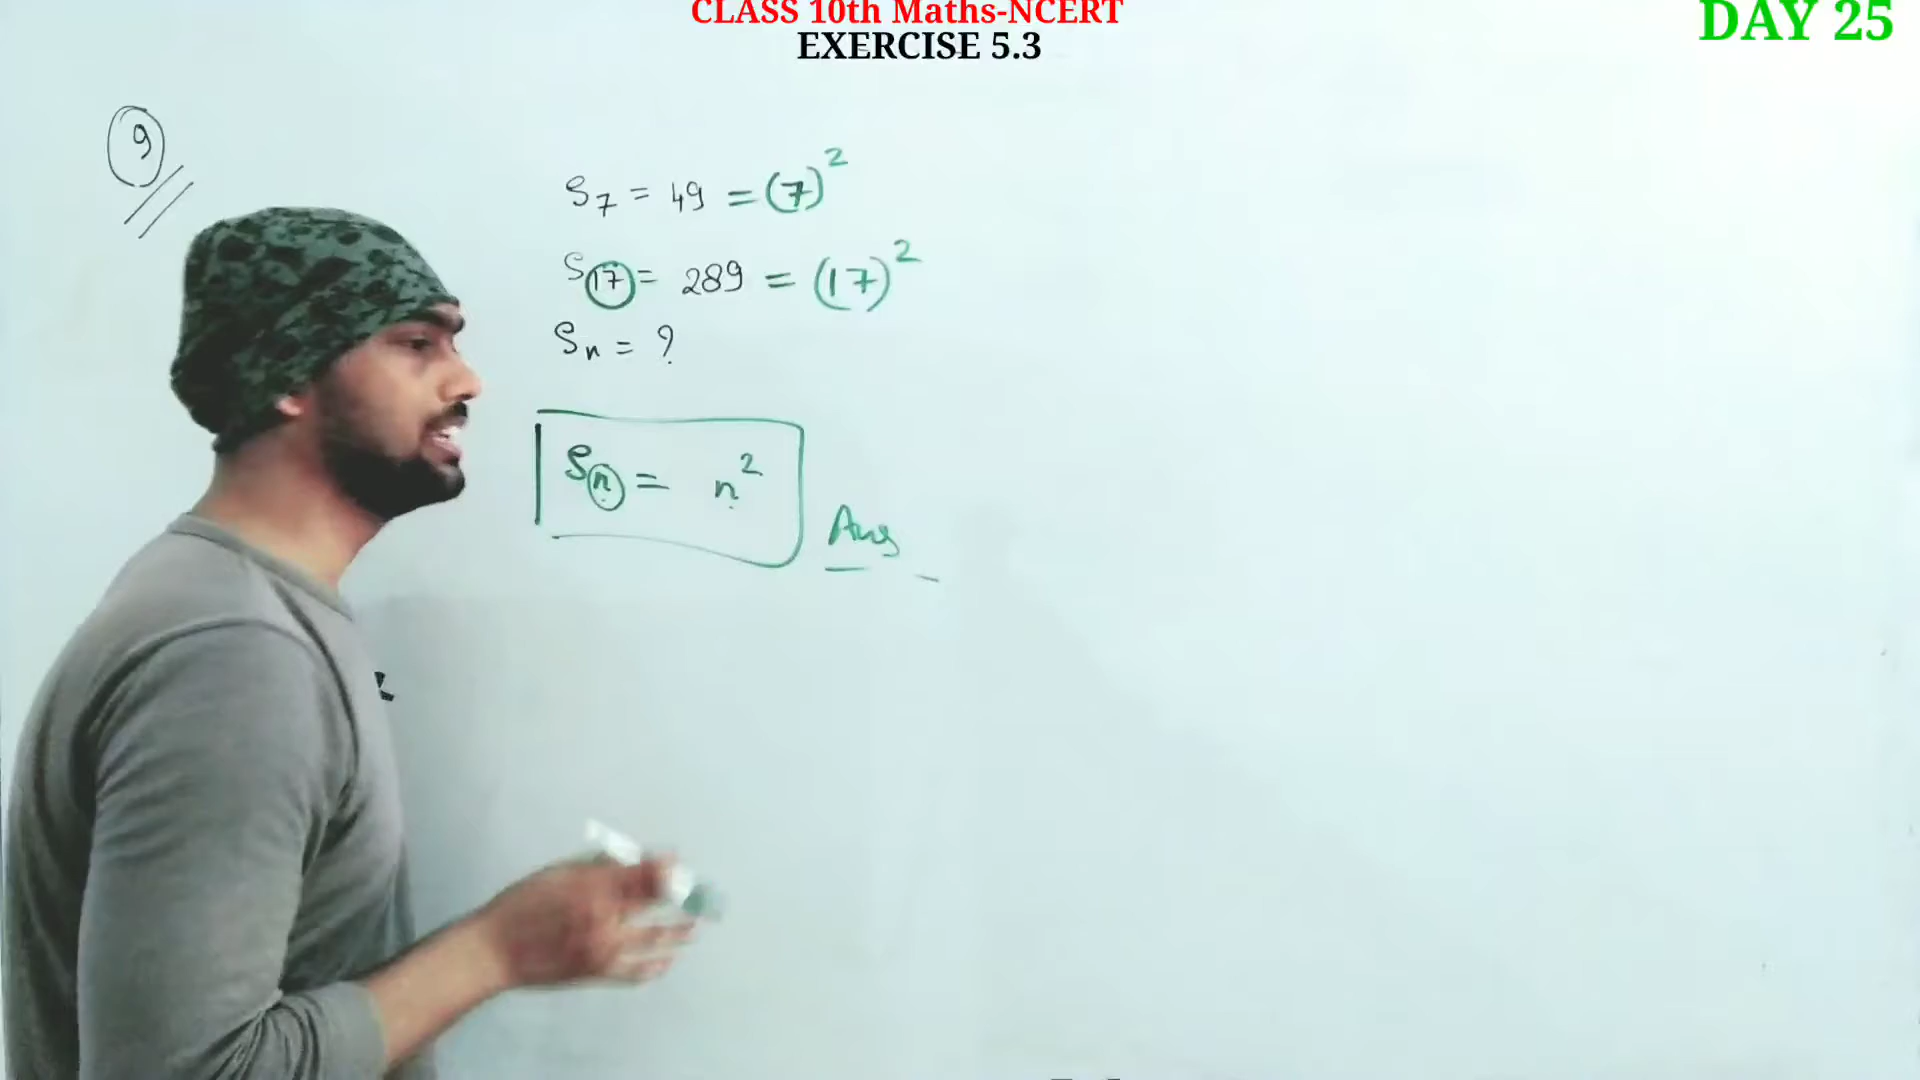 CLASS 10th Maths-NCERT
EXERCISE 5.3
DAY 25
9
S₇ = 49 = (7)²
S₁₇ = 289 = (17)²
Sₙ = ?
Sₙ = n²
Ans